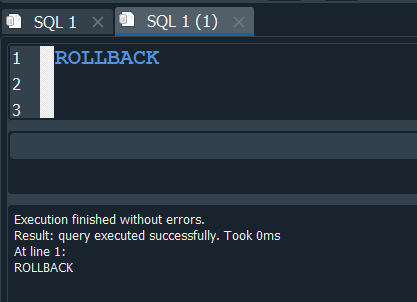 SQL 1
SQL 1 (1)
1 ROLLBACK
2
3
Execution finished without errors.
Result: query executed successfully. Took 0ms
At line 1:
ROLLBACK